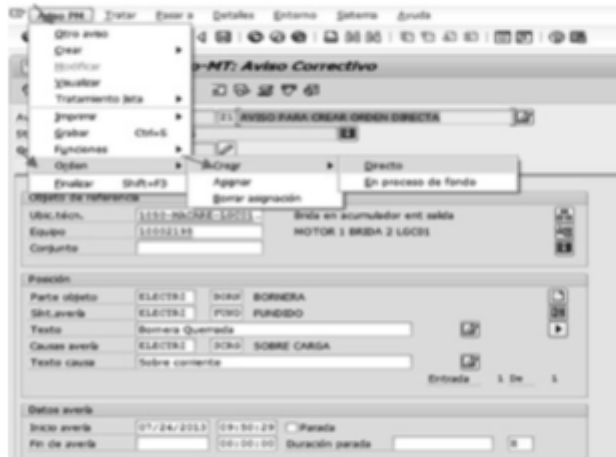 Aviso PM Tratar Pasar a Detalles Entorno Sistema Ayuda
Otro aviso
Crear
Modificar
Visualizar
Tratamiento lista
Imprimir
Grabar Ctrl+S
Funciones
Orden
Finalizar Shift+F3
-MT: Aviso Correctivo
Z1 AVISO PARA CREAR ORDEN DIRECTA
Crear
Asignar
Borrar asignación
Directo
En proceso de fondo
Objeto de referencia
Ubic.técn. Brida en acumulador ent salida
Equipo 10002198 MOTOR 1 BRIDA 2 LGC01
Conjunto
Posición
Parte objeto ELECTRI BORN BORNERA
Sínt.avería ELECTRI FUND FUNDIDO
Texto Bornera Quemada
Causas avería ELECTRI SCRG SOBRE CARGA
Texto causa Sobre corriente
Entrada 1 De 1
Datos avería
Inicio avería 07/24/2013 09:50:29 Parada
Fin de avería 00:00:00 Duración parada H